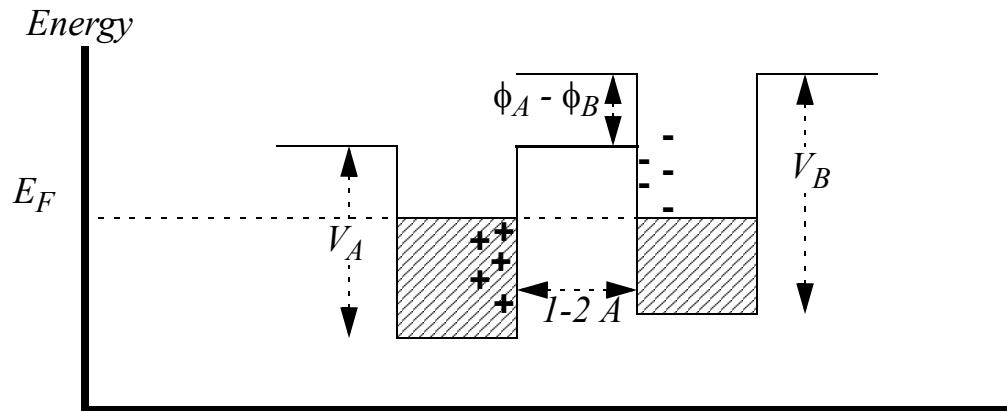 Energy
ϕA - ϕB
EF
VA
VB
+ + + + +
- - - - -
1-2 A